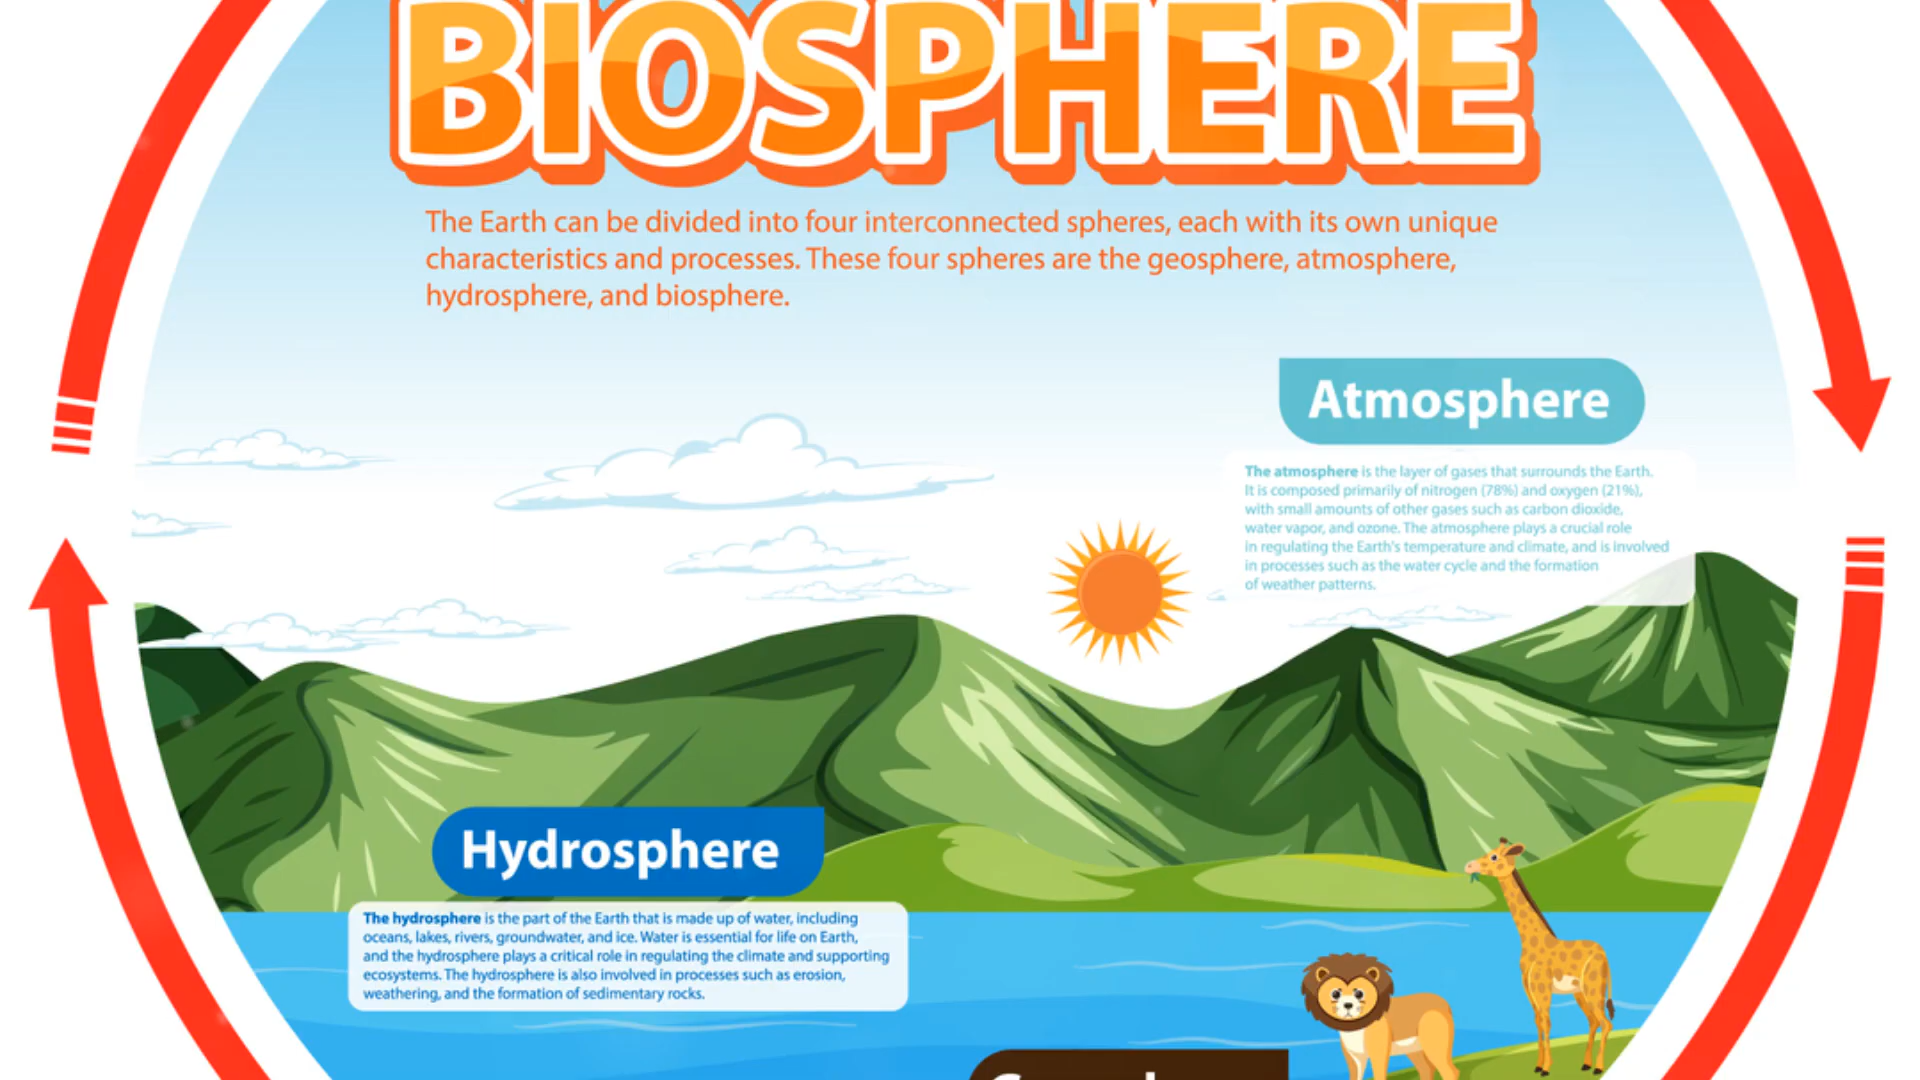 BIOSPHERE
The Earth can be divided into four interconnected spheres, each with its own unique
characteristics and processes. These four spheres are the geosphere, atmosphere,
hydrosphere, and biosphere.
Atmosphere
The atmosphere is the layer of gases that surrounds the Earth.
It is composed primarily of nitrogen (78%) and oxygen (21%),
with small amounts of other gases such as carbon dioxide,
water vapor, and ozone. The atmosphere plays a crucial role
in regulating the Earth's temperature and climate, and is involved
in processes such as the water cycle and the formation
of weather patterns.
Hydrosphere
The hydrosphere is the part of the Earth that is made up of water, including
oceans, lakes, rivers, groundwater, and ice. Water is essential for life on Earth,
and the hydrosphere plays a critical role in regulating the climate and supporting
ecosystems. The hydrosphere is also involved in processes such as erosion,
weathering, and the formation of sedimentary rocks.